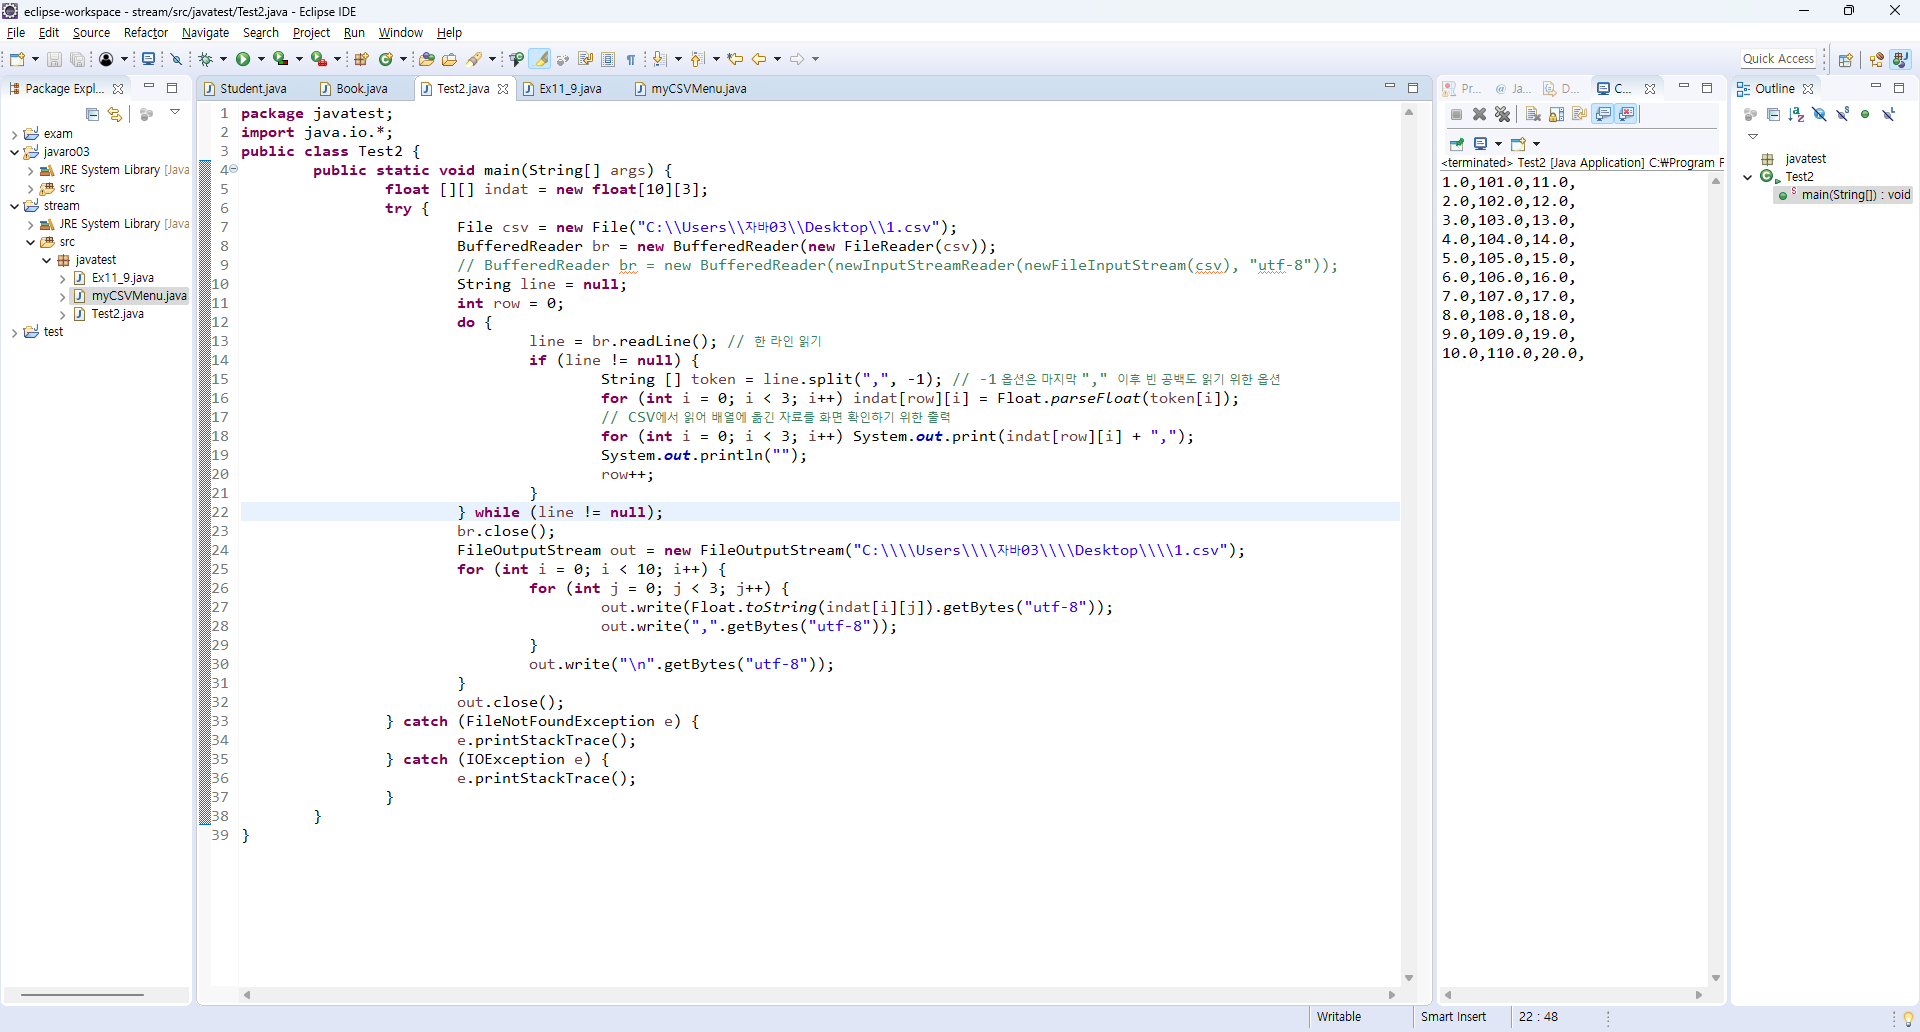 eclipse-workspace - stream/src/javatest/Test2.java - Eclipse IDE
File Edit Source Refactor Navigate Search Project Run Window Help
Quick Access
Package Expl...
exam
javaro03
JRE System Library [Java
src
stream
JRE System Library [Java
src
javatest
Ex11_9.java
myCSVMenu.java
Test2.java
test
Student.java Book.java Test2.java Ex11_9.java myCSVMenu.java
1 package javatest;
2 import java.io.*;
3 public class Test2 {
4 public static void main(String[] args) {
5 float [][] indat = new float[10][3];
6 try {
7 File csv = new File("C:\\Users\\자바03\\Desktop\\1.csv");
8 BufferedReader br = new BufferedReader(new FileReader(csv));
9 // BufferedReader br = new BufferedReader(newInputStreamReader(newFileInputStream(csv), "utf-8"));
10 String line = null;
11 int row = 0;
12 do {
13 line = br.readLine(); // 한 라인 읽기
14 if (line != null) {
15 String [] token = line.split(",", -1); // -1 옵션은 마지막 "," 이후 빈 공백도 읽기 위한 옵션
16 for (int i = 0; i < 3; i++) indat[row][i] = Float.parseFloat(token[i]);
17 // CSV에서 읽어 배열에 옮긴 자료를 화면 확인하기 위한 출력
18 for (int i = 0; i < 3; i++) System.out.print(indat[row][i] + ",");
19 System.out.println("");
20 row++;
21 }
22 } while (line != null);
23 br.close();
24 FileOutputStream out = new FileOutputStream("C:\\\\Users\\\\자바03\\\\Desktop\\\\1.csv");
25 for (int i = 0; i < 10; i++) {
26 for (int j = 0; j < 3; j++) {
27 out.write(Float.toString(indat[i][j]).getBytes("utf-8"));
28 out.write(",".getBytes("utf-8"));
29 }
30 out.write("\n".getBytes("utf-8"));
31 }
32 out.close();
33 } catch (FileNotFoundException e) {
34 e.printStackTrace();
35 } catch (IOException e) {
36 e.printStackTrace();
37 }
38 }
39 }
Pr... Ja... D... C...
<terminated> Test2 [Java Application] C:₩Program F
1.0,101.0,11.0,
2.0,102.0,12.0,
3.0,103.0,13.0,
4.0,104.0,14.0,
5.0,105.0,15.0,
6.0,106.0,16.0,
7.0,107.0,17.0,
8.0,108.0,18.0,
9.0,109.0,19.0,
10.0,110.0,20.0,
Outline
javatest
Test2
main(String[]) : void
Writable Smart Insert 22 : 48